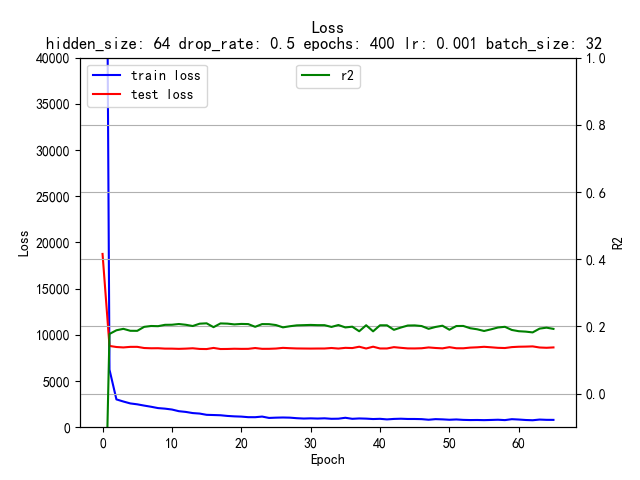 Loss
hidden_size: 64 drop_rate: 0.5 epochs: 400 lr: 0.001 batch_size: 32
train loss
test loss
r2
40000
35000
30000
25000
20000
15000
10000
5000
0
1.0
0.8
0.6
0.4
0.2
0.0
Loss
R2
0 10 20 30 40 50 60
Epoch